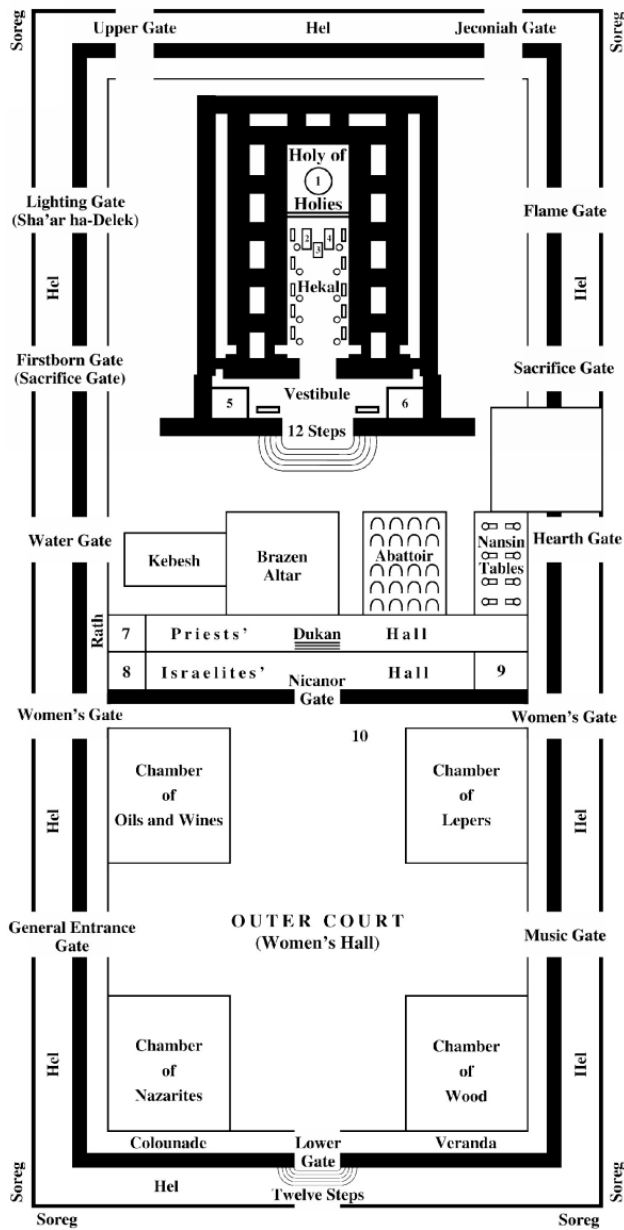 Soreg
Upper Gate
Hel
Jeconiah Gate
Soreg
Holy of
1
Holies
Lighting Gate
(Sha’ar ha-Delek)
Flame Gate
2
3
4
Hekal
Hel
Hel
Firstborn Gate
(Sacrifice Gate)
Sacrifice Gate
Vestibule
5
6
12 Steps
Water Gate
Kebesh
Brazen
Altar
Abattoir
Nansin
Tables
Hearth Gate
Rath
7
Priests’
Dukan
Hall
8
Israelites’
Hall
9
Nicanor
Gate
Women’s Gate
Women’s Gate
10
Chamber
of
Oils and Wines
Chamber
of
Lepers
Hel
Hel
OUTER COURT
(Women’s Hall)
General Entrance
Gate
Music Gate
Chamber
of
Nazarites
Chamber
of
Wood
Hel
Hel
Colounade
Lower
Gate
Veranda
Soreg
Hel
Twelve Steps
Soreg
Soreg
Soreg